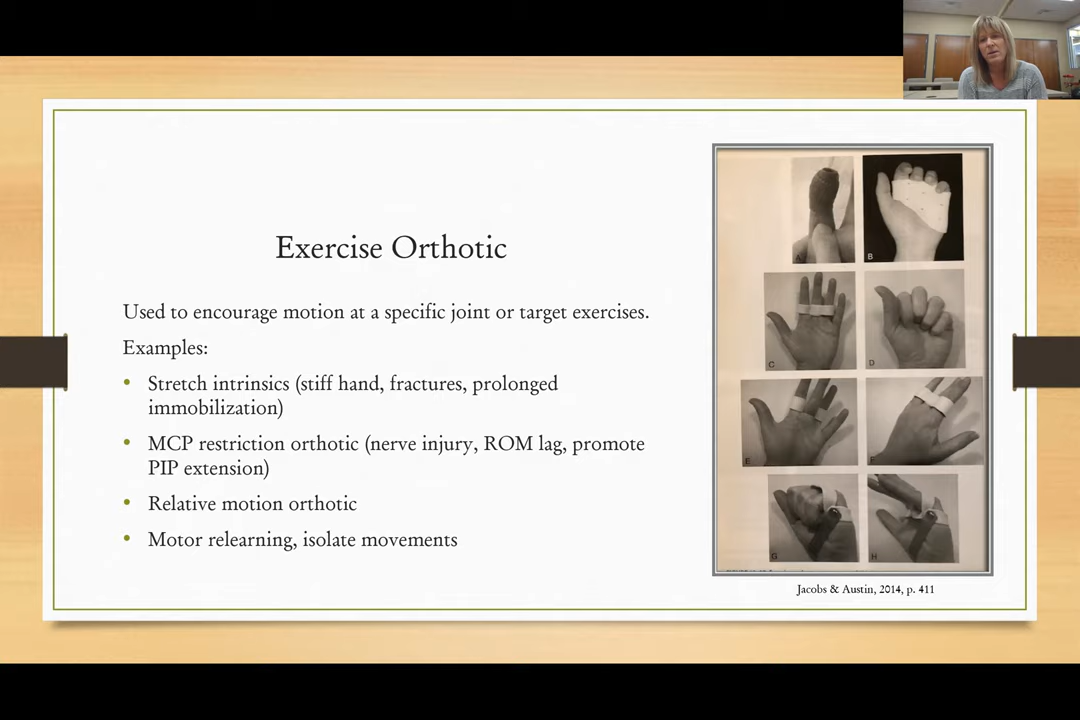 Exercise Orthotic
Used to encourage motion at a specific joint or target exercises.
Examples:
• Stretch intrinsics (stiff hand, fractures, prolonged
immobilization)
• MCP restriction orthotic (nerve injury, ROM lag, promote
PIP extension)
• Relative motion orthotic
• Motor relearning, isolate movements
A
B
C
D
E
F
G
H
Jacobs & Austin, 2014, p. 411